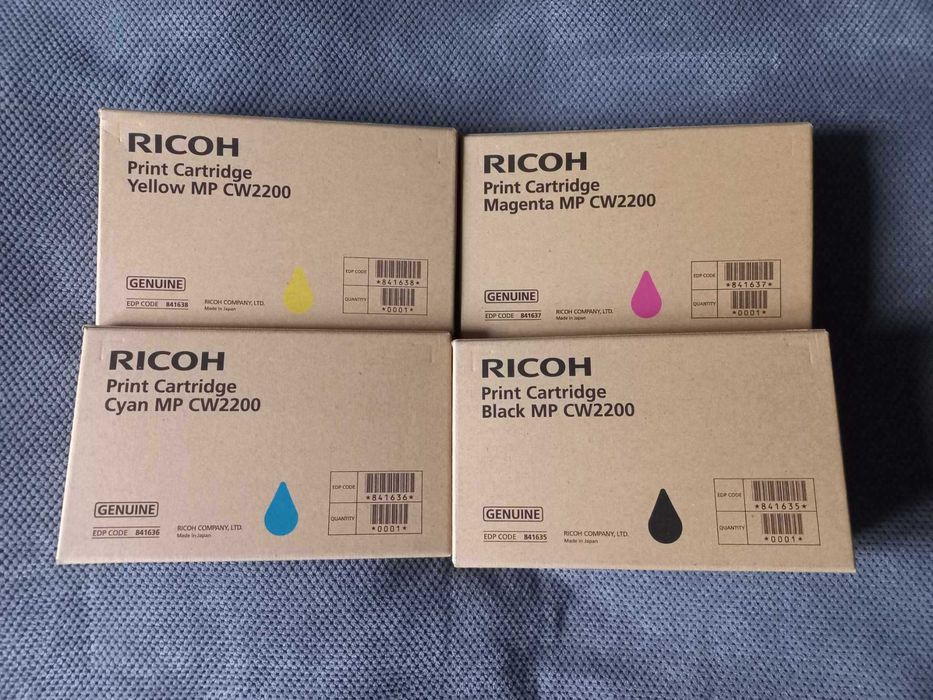 RICOH
Print Cartridge
Yellow MP CW2200
GENUINE
EDP CODE 841638
RICOH COMPANY, LTD.
Made in Japan
EDP CODE
*841638*
QUANTITY
*0001*
RICOH
Print Cartridge
Magenta MP CW2200
GENUINE
EDP CODE 841637
RICOH COMPANY, LTD.
Made in Japan
EDP CODE
*841637*
QUANTITY
*0001*
RICOH
Print Cartridge
Cyan MP CW2200
GENUINE
EDP CODE 841636
RICOH COMPANY, LTD.
Made in Japan
EDP CODE
*841636*
QUANTITY
*0001*
RICOH
Print Cartridge
Black MP CW2200
GENUINE
EDP CODE 841635
RICOH COMPANY, LTD.
Made in Japan
EDP CODE
*841635*
QUANTITY
*0001*